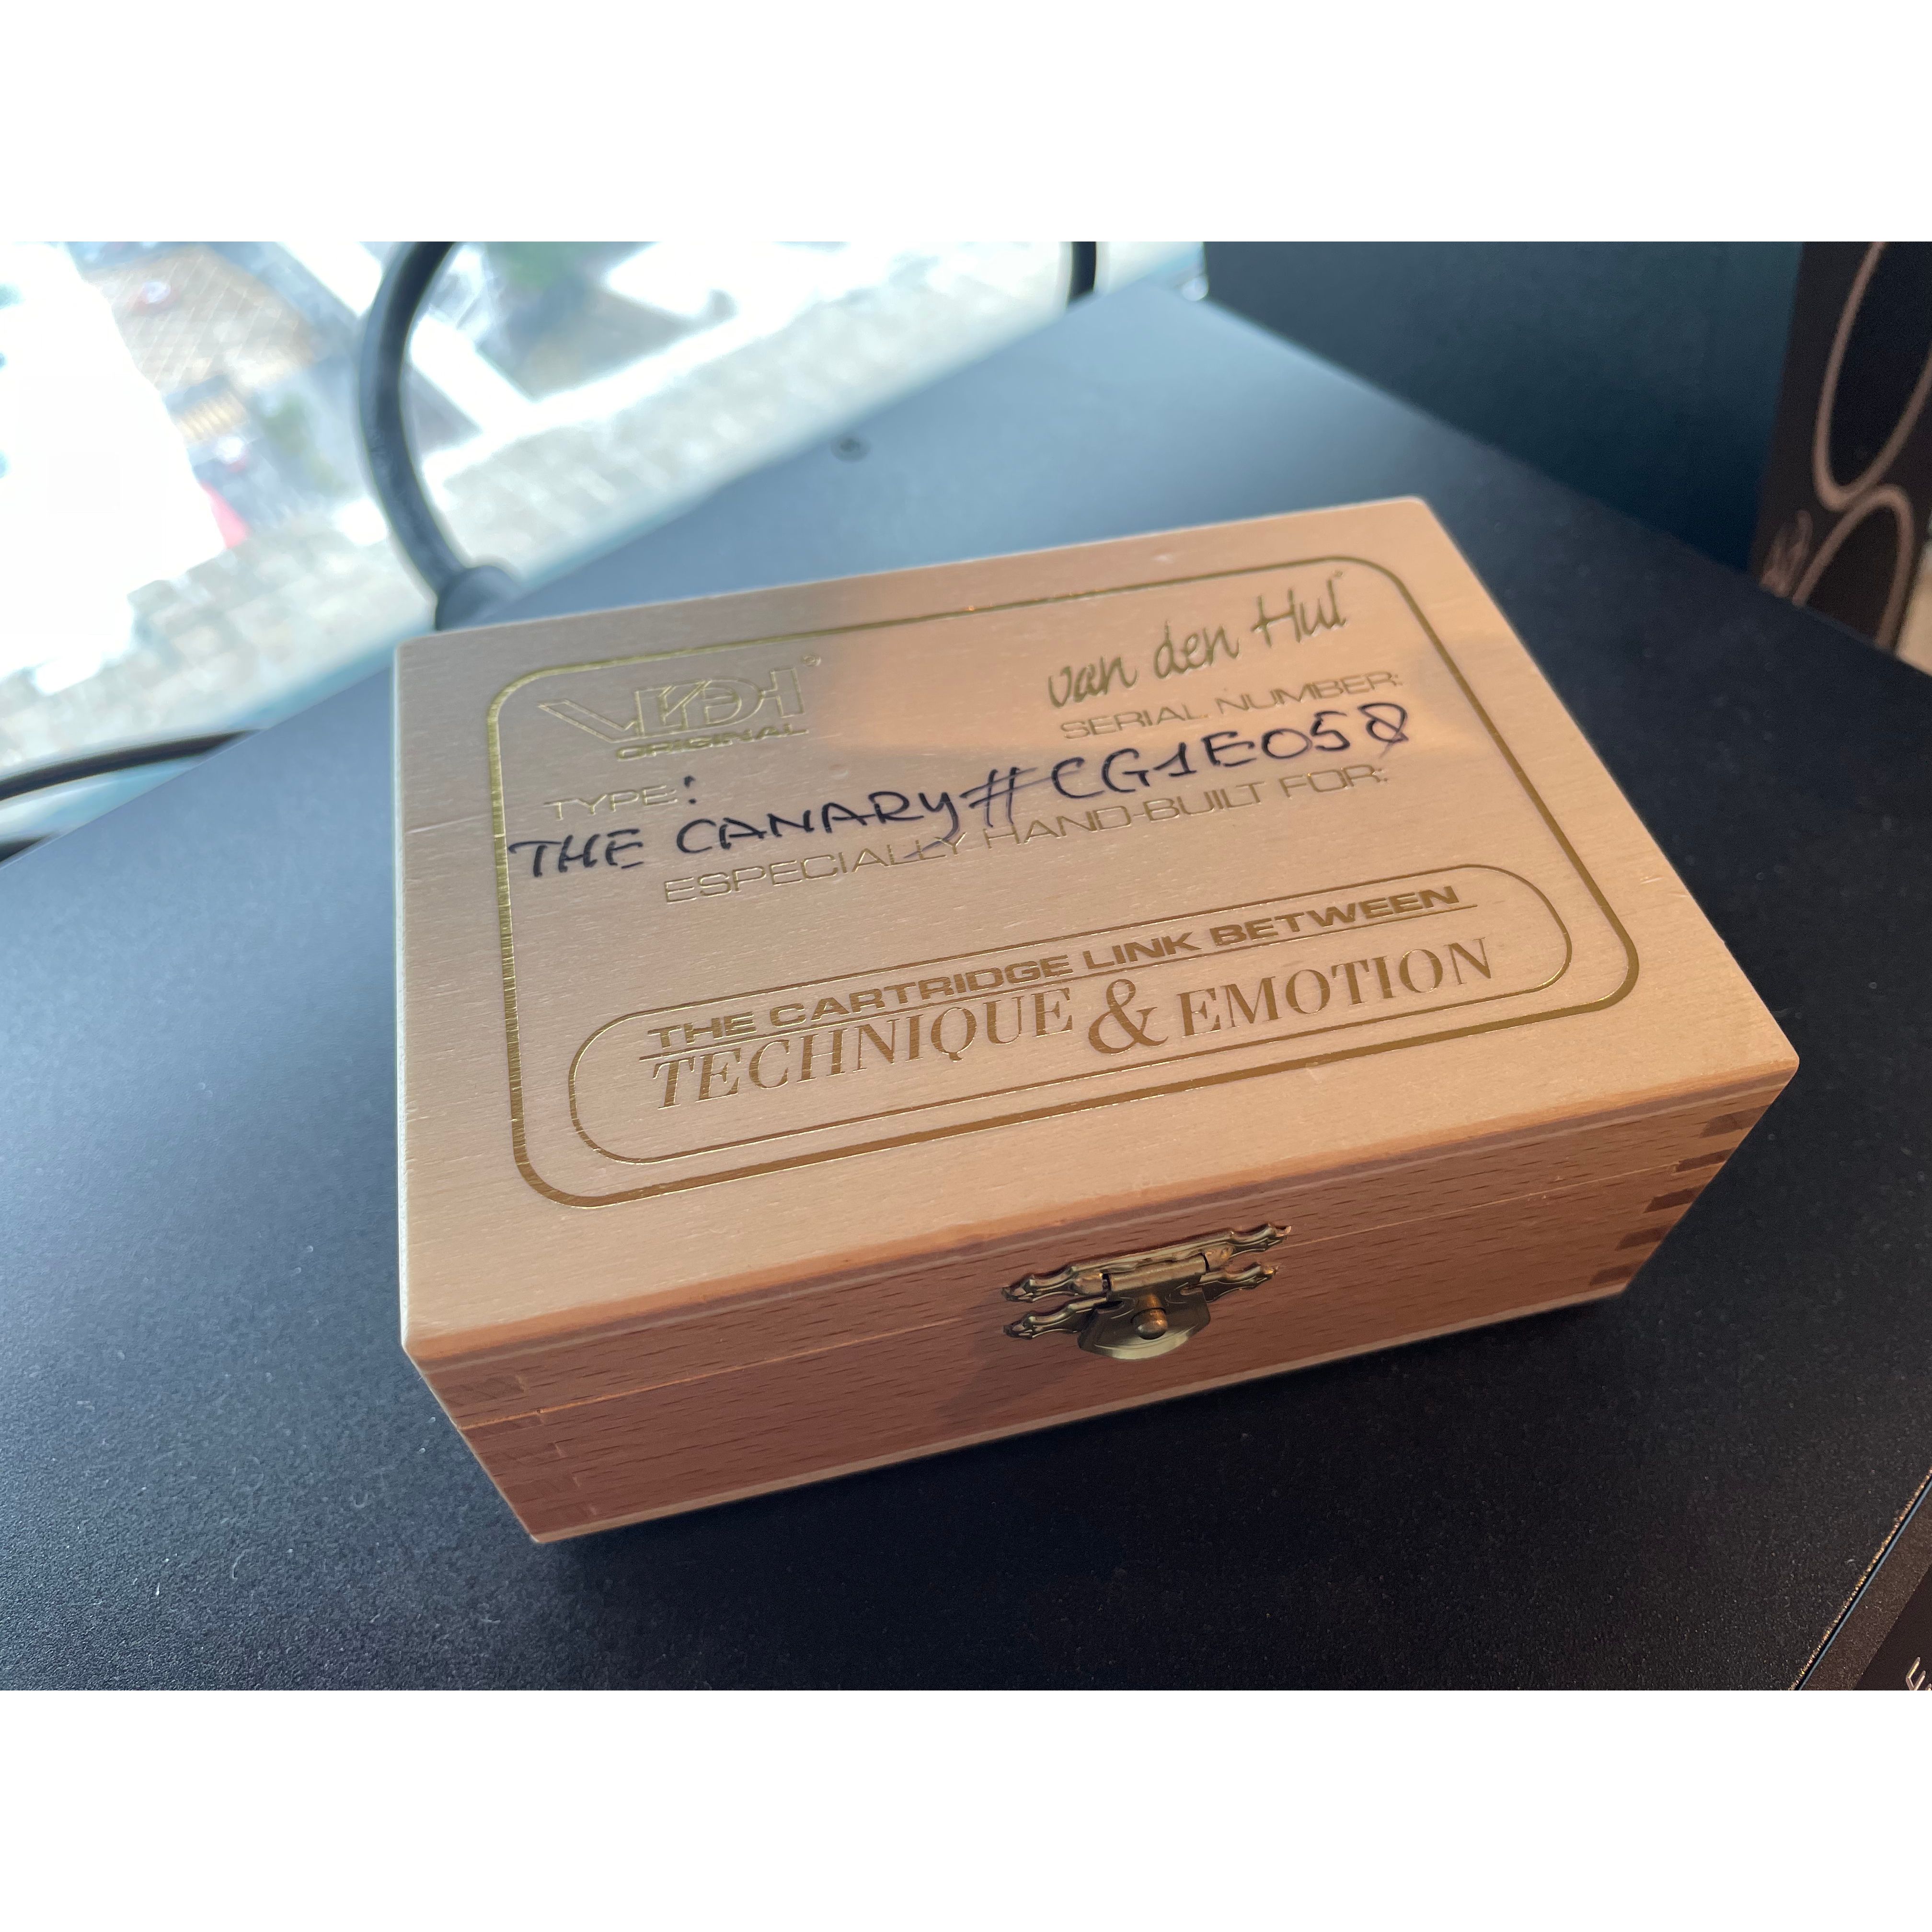 VDH
ORIGINAL
van den Hul
SERIAL NUMBER:
TYPE:
THE CANARY # CG1E058
ESPECIALLY HAND-BUILT FOR:
THE CARTRIDGE LINK BETWEEN
TECHNIQUE & EMOTION